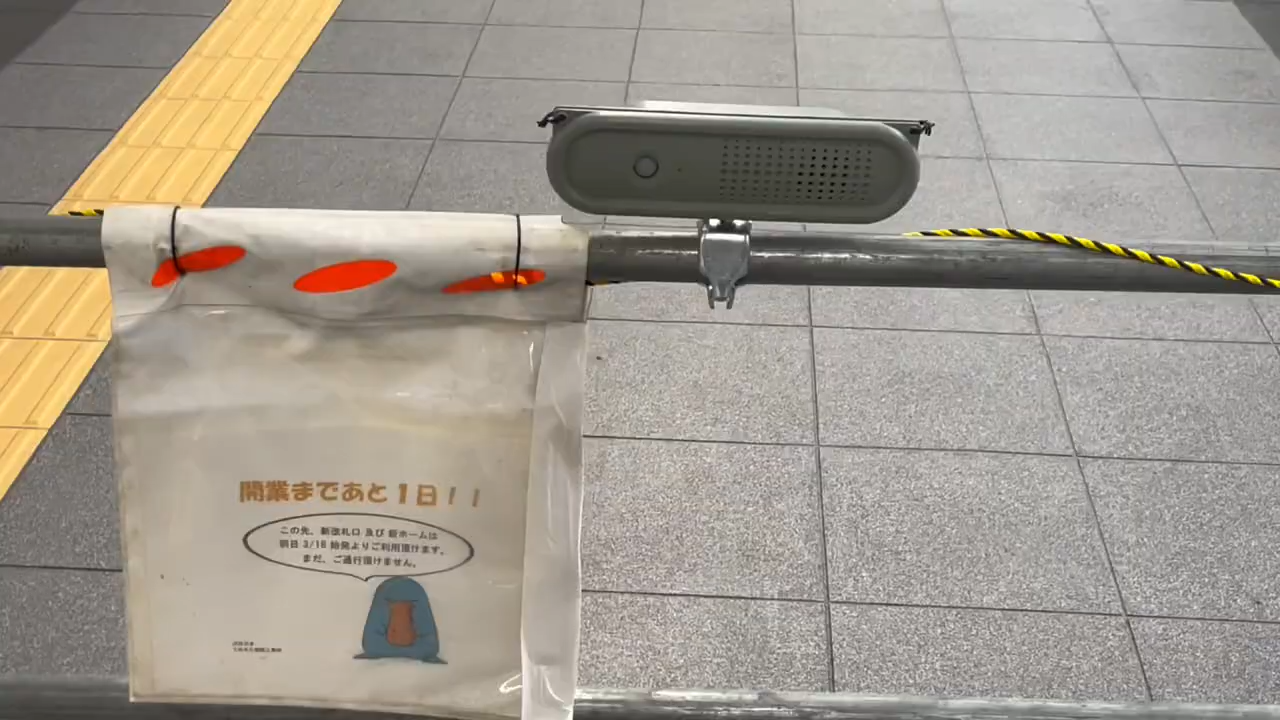 開業まであと1日!!
この先、新改札口 及び 新ホームは
明日 3/18 始発よりご利用頂けます。
まだ、ご通行頂けません。